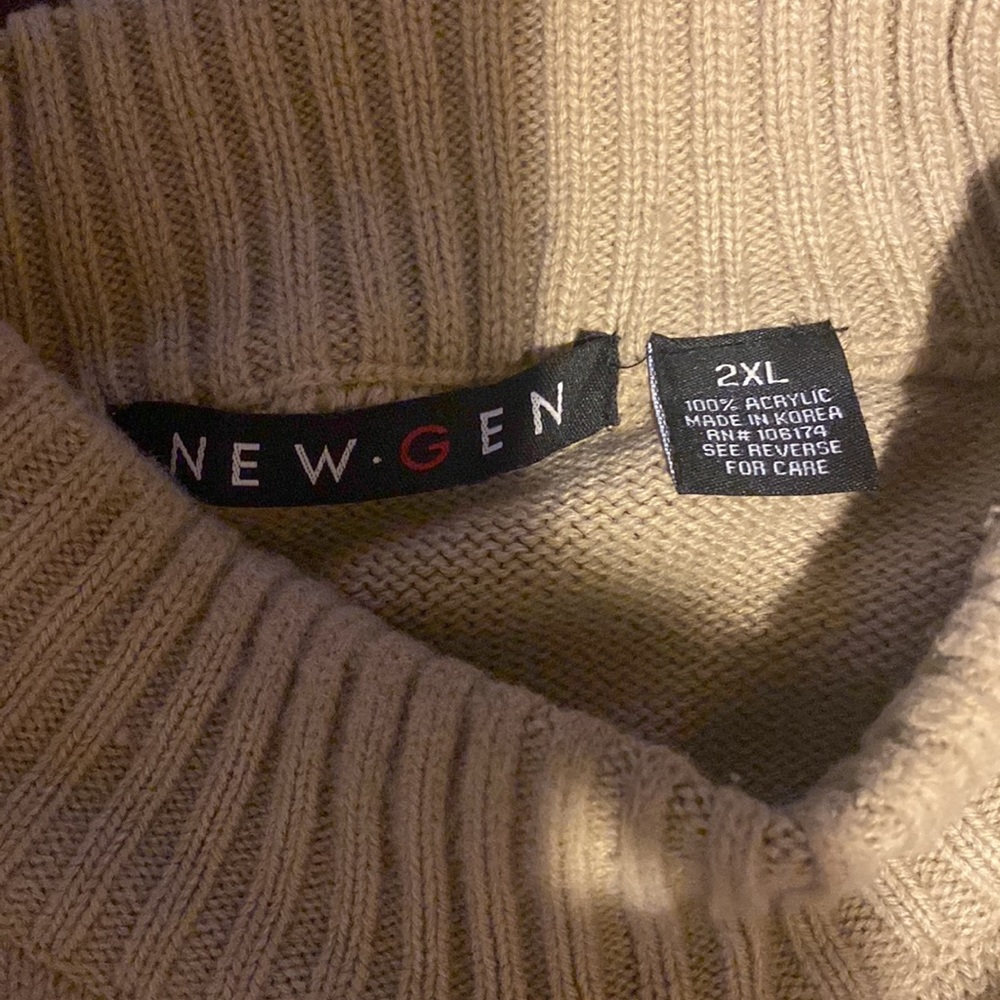 NEW·GEN
2XL
100% ACRYLIC
MADE IN KOREA
RN# 106174
SEE REVERSE
FOR CARE